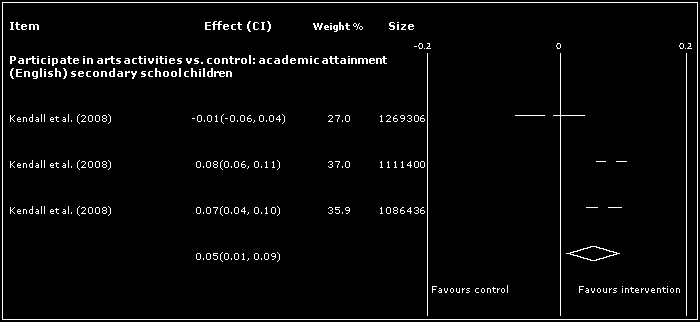 Item Effect (CI) Weight % Size
-0.2 0 0.2
Participate in arts activities vs. control: academic attainment
(English) secondary school children
Kendall et al. (2008) -0.01(-0.06, 0.04) 27.0 1269306
Kendall et al. (2008) 0.08(0.06, 0.11) 37.0 1111400
Kendall et al. (2008) 0.07(0.04, 0.10) 35.9 1086436
0.05(0.01, 0.09)
Favours control Favours intervention